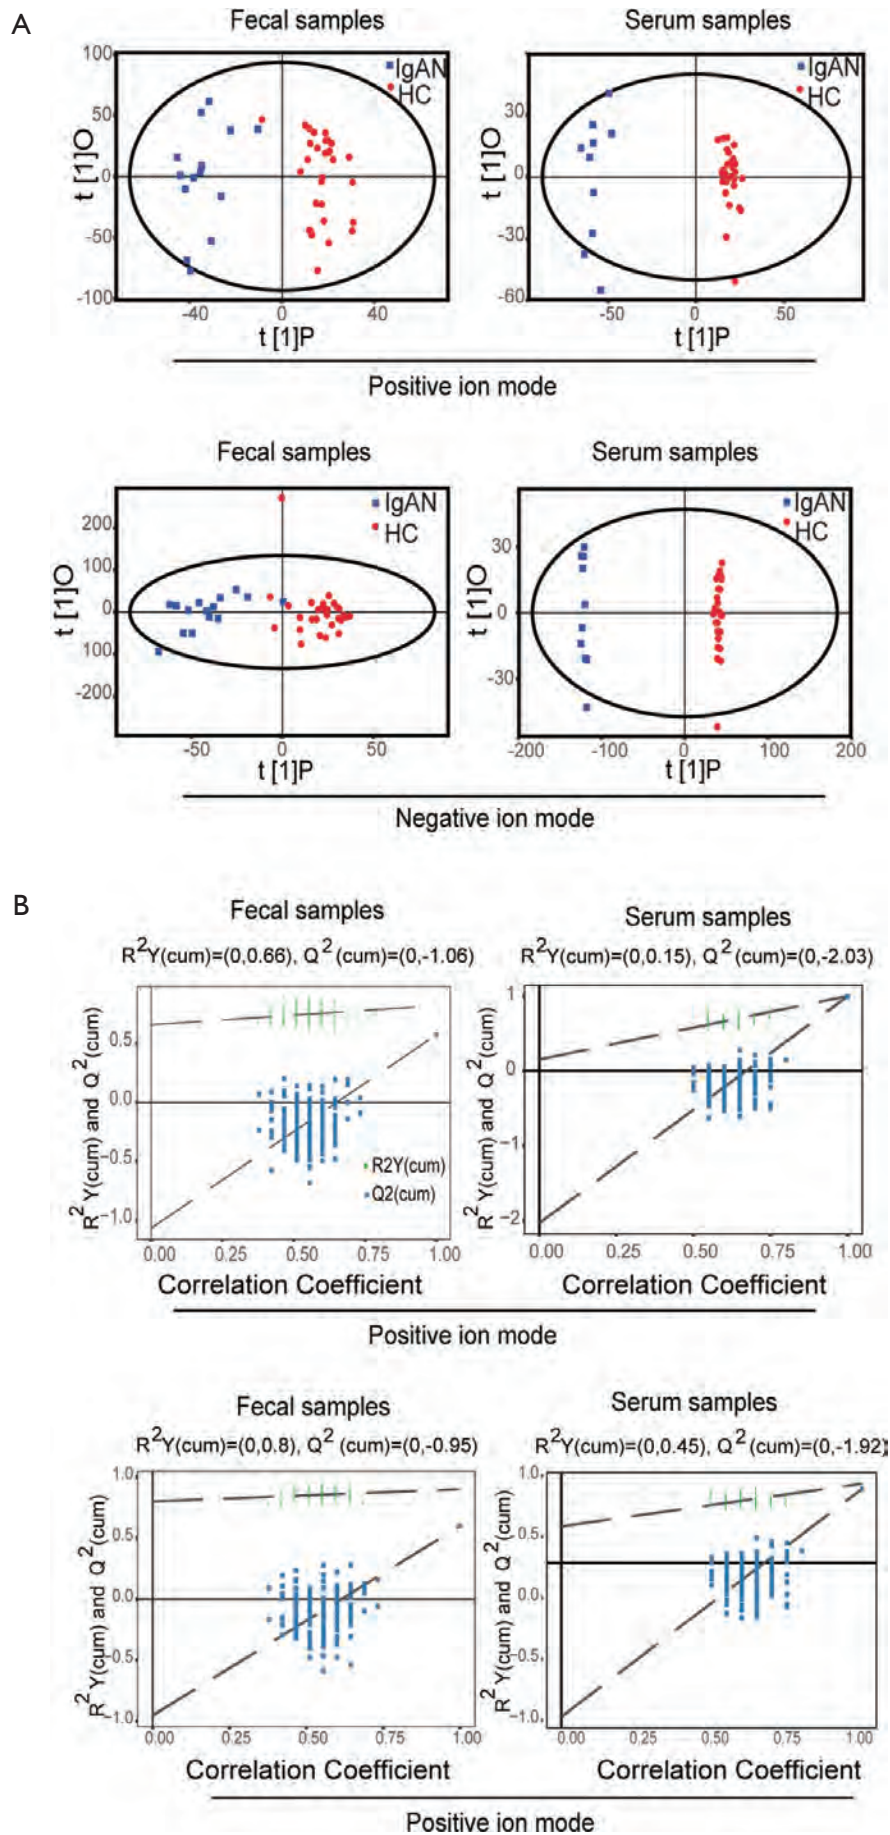 A
Fecal samples
Serum samples
100
50
0
-50
-100
t [1]O
IgAN
HC
-40
0
40
t [1]P
30
0
-30
-60
t [1]O
IgAN
HC
-50
0
50
t [1]P
Positive ion mode
Fecal samples
Serum samples
200
100
0
100
-200
t [1]O
IgAN
HC
-50
0
50
t [1]P
30
0
-30
t [1]O
IgAN
HC
-200
-100
0
100
200
t [1]P
Negative ion mode
B
Fecal samples
Serum samples
R²Y(cum)=(0,0.66), Q²(cum)=(0,-1.06)
R²Y(cum)=(0,0.15), Q²(cum)=(0,-2.03)
0.5
0.0
-0.5
-1.0
R²Y(cum) and Q²(cum)
R2Y(cum)
Q2(cum)
0.00
0.25
0.50
0.75
1.00
Correlation Coefficient
1
0
-1
-2
R²Y(cum) and Q²(cum)
0.00
0.25
0.50
0.75
1.00
Correlation Coefficient
Positive ion mode
Fecal samples
Serum samples
R²Y(cum)=(0,0.8), Q²(cum)=(0,-0.95)
R²Y(cum)=(0,0.45), Q²(cum)=(0,-1.92)
1.0
0.5
0.0
-0.5
-1.0
R²Y(cum) and Q²(cum)
0.00
0.25
0.50
0.75
1.00
Correlation Coefficient
1.0
0.5
0.0
-0.5
-1.0
R²Y(cum) and Q²(cum)
0.00
0.25
0.50
0.75
1.00
Correlation Coefficient
Positive ion mode